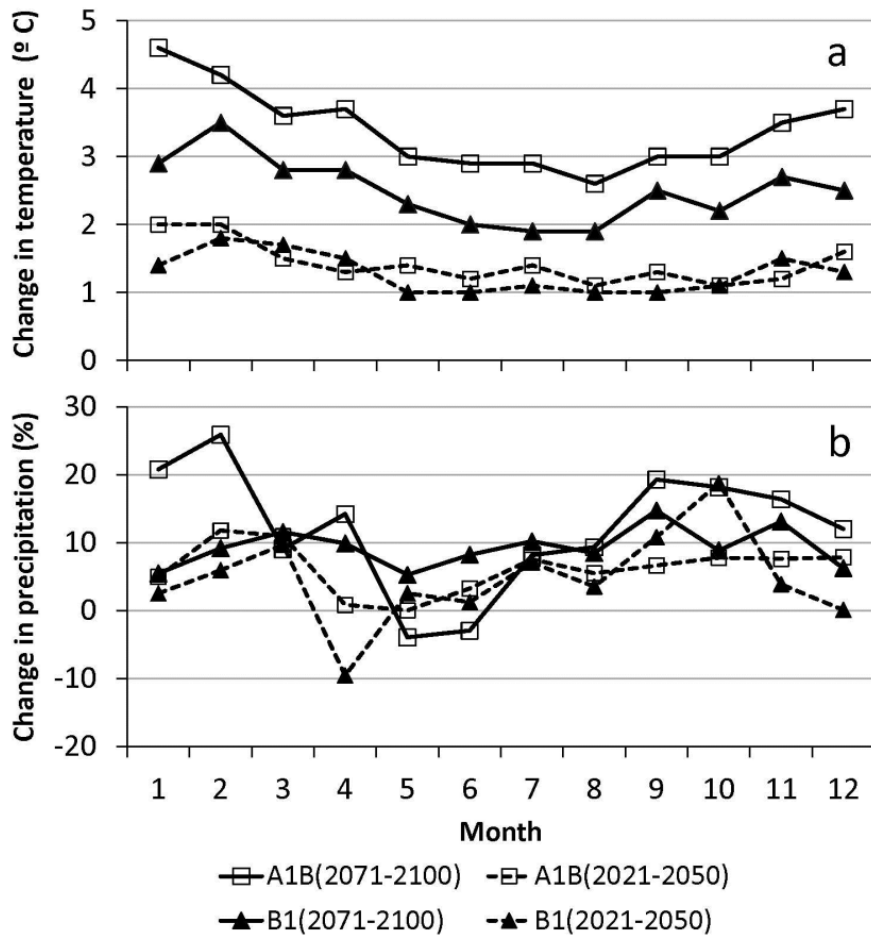 Change in temperature (º C)
5
4
3
2
1
0
a
Change in precipitation (%)
30
20
10
0
-10
-20
b
1 2 3 4 5 6 7 8 9 10 11 12
Month
A1B(2071-2100) A1B(2021-2050)
B1(2071-2100) B1(2021-2050)